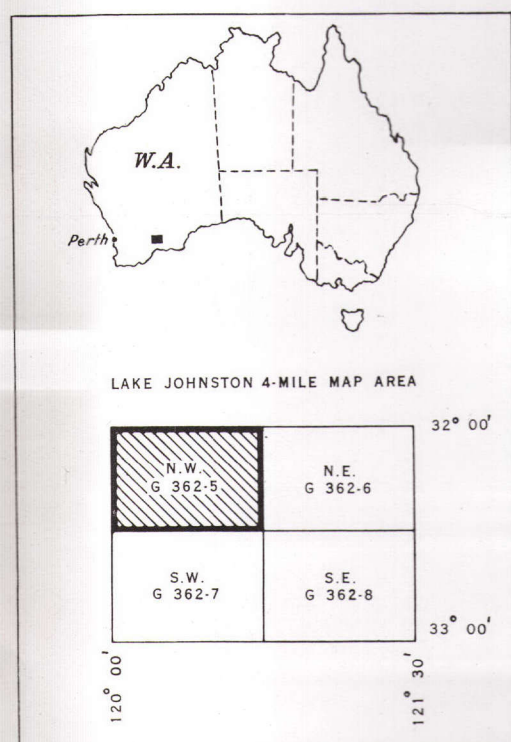 W.A.
Perth
LAKE JOHNSTON 4-MILE MAP AREA
32° 00'
N.W.
G 362-5
N.E.
G 362-6
S.W.
G 362-7
S.E.
G 362-8
33° 00'
120° 00'
121° 30'